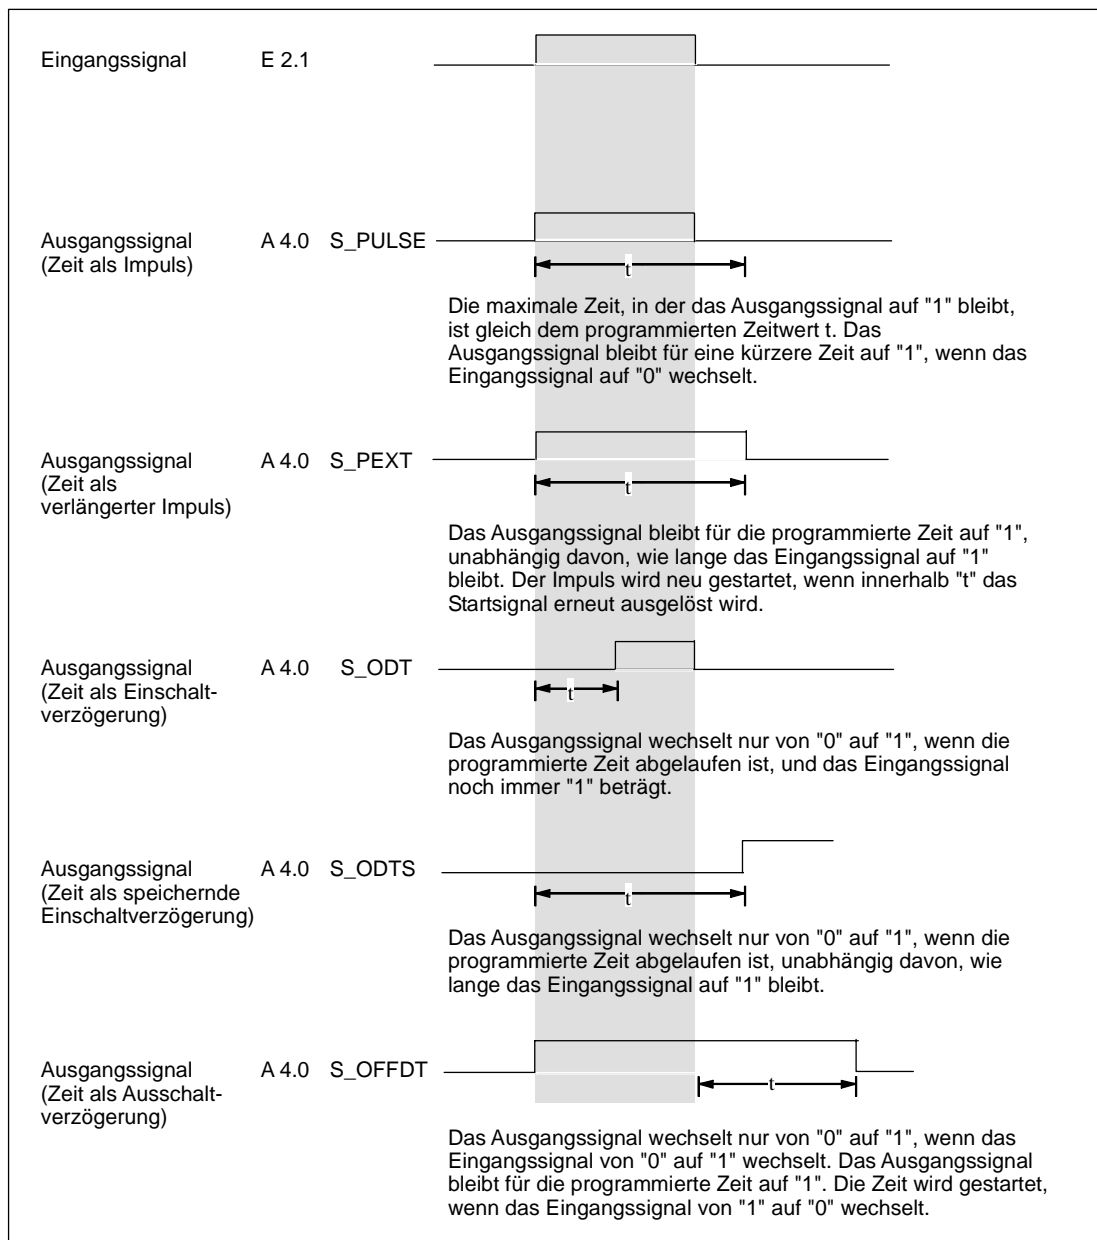 Eingangssignal E 2.1
Ausgangssignal A 4.0 S_PULSE
(Zeit als Impuls)
t
Die maximale Zeit, in der das Ausgangssignal auf "1" bleibt,
ist gleich dem programmierten Zeitwert t. Das
Ausgangssignal bleibt für eine kürzere Zeit auf "1", wenn das
Eingangssignal auf "0" wechselt.
Ausgangssignal A 4.0 S_PEXT
(Zeit als
verlängerter Impuls)
t
Das Ausgangssignal bleibt für die programmierte Zeit auf "1",
unabhängig davon, wie lange das Eingangssignal auf "1"
bleibt. Der Impuls wird neu gestartet, wenn innerhalb "t" das
Startsignal erneut ausgelöst wird.
Ausgangssignal A 4.0 S_ODT
(Zeit als Einschalt-
verzögerung)
t
Das Ausgangssignal wechselt nur von "0" auf "1", wenn die
programmierte Zeit abgelaufen ist, und das Eingangssignal
noch immer "1" beträgt.
Ausgangssignal A 4.0 S_ODTS
(Zeit als speichernde
Einschaltverzögerung)
t
Das Ausgangssignal wechselt nur von "0" auf "1", wenn die
programmierte Zeit abgelaufen ist, unabhängig davon, wie
lange das Eingangssignal auf "1" bleibt.
Ausgangssignal A 4.0 S_OFFDT
(Zeit als Ausschalt-
verzögerung)
t
Das Ausgangssignal wechselt nur von "0" auf "1", wenn das
Eingangssignal von "0" auf "1" wechselt. Das Ausgangssignal
bleibt für die programmierte Zeit auf "1". Die Zeit wird gestartet,
wenn das Eingangssignal von "1" auf "0" wechselt.